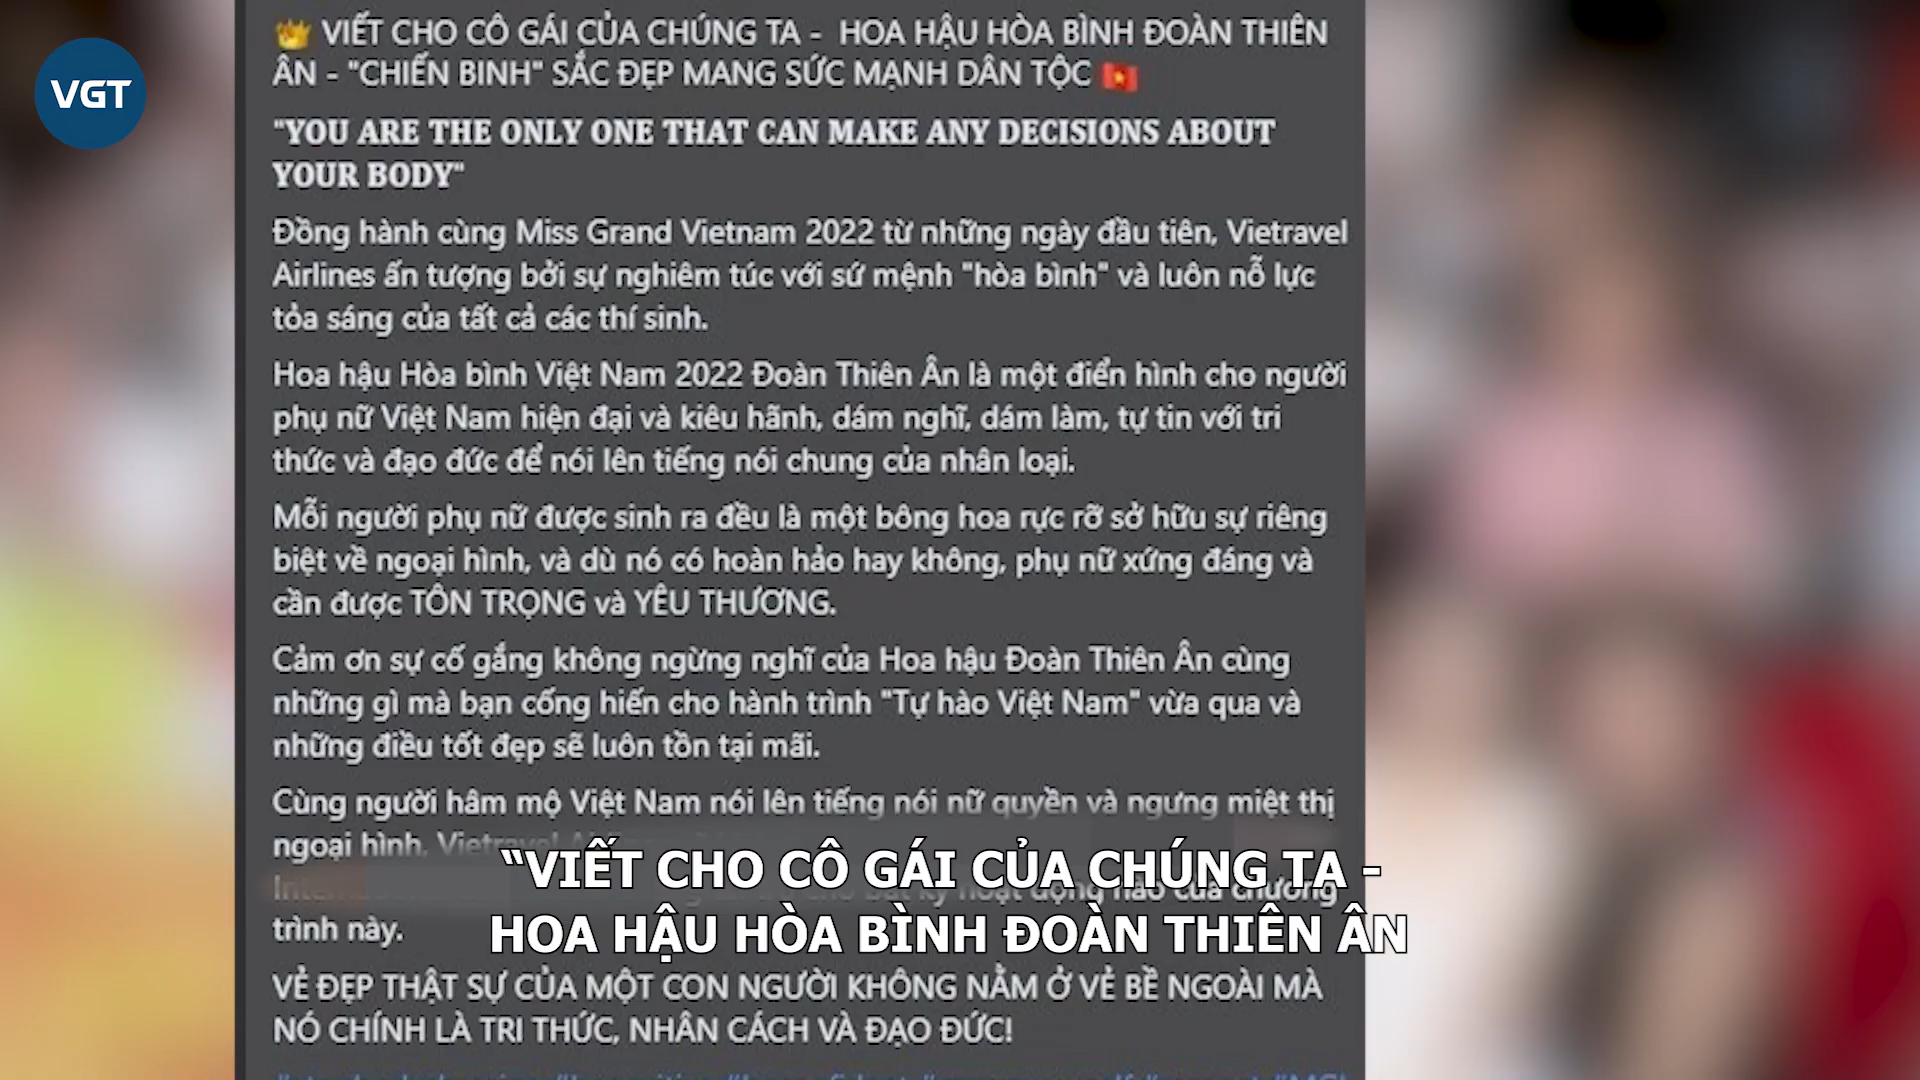 VGT
VIẾT CHO CÔ GÁI CỦA CHÚNG TA - HOA HẬU HÒA BÌNH ĐOÀN THIÊN
ÂN - "CHIẾN BINH" SẮC ĐẸP MANG SỨC MẠNH DÂN TỘC
"YOU ARE THE ONLY ONE THAT CAN MAKE ANY DECISIONS ABOUT
YOUR BODY"
Đồng hành cùng Miss Grand Vietnam 2022 từ những ngày đầu tiên, Vietravel
Airlines ấn tượng bởi sự nghiêm túc với sứ mệnh "hòa bình" và luôn nỗ lực
tỏa sáng của tất cả các thí sinh.
Hoa hậu Hòa bình Việt Nam 2022 Đoàn Thiên Ân là một điển hình cho người
phụ nữ Việt Nam hiện đại và kiêu hãnh, dám nghĩ, dám làm, tự tin với tri
thức và đạo đức để nói lên tiếng nói chung của nhân loại.
Mỗi người phụ nữ được sinh ra đều là một bông hoa rực rỡ sở hữu sự riêng
biệt về ngoại hình, và dù nó có hoàn hảo hay không, phụ nữ xứng đáng và
cần được TÔN TRỌNG và YÊU THƯƠNG.
Cảm ơn sự cố gắng không ngừng nghĩ của Hoa hậu Đoàn Thiên Ân cùng
những gì mà bạn cống hiến cho hành trình "Tự hào Việt Nam" vừa qua và
những điều tốt đẹp sẽ luôn tồn tại mãi.
Cùng người hâm mộ Việt Nam nói lên tiếng nói nữ quyền và ngưng miệt thị
ngoại hình, Vietravel
hoạt động nào của chương
trình này.
“VIẾT CHO CÔ GÁI CỦA CHÚNG TA -
HOA HẬU HÒA BÌNH ĐOÀN THIÊN ÂN
VẺ ĐẸP THẬT SỰ CỦA MỘT CON NGƯỜI KHÔNG NẰM Ở VẺ BỀ NGOÀI MÀ
NÓ CHÍNH LÀ TRI THỨC, NHÂN CÁCH VÀ ĐẠO ĐỨC!